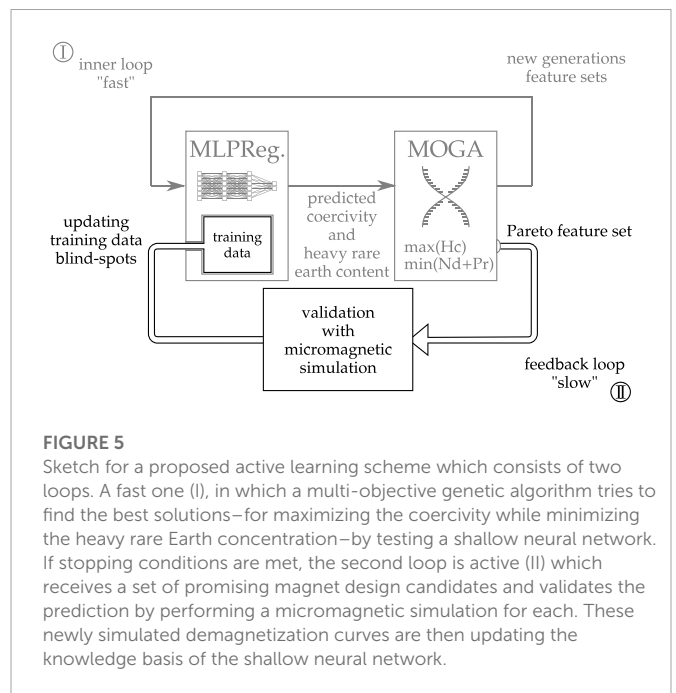 Ⅰ
inner loop
"fast"
new generations
feature sets
MLPReg.
MOGA
predicted
coercivity
and
heavy rare
earth content
max(Hc)
min(Nd+Pr)
updating
training data
blind-spots
training
data
Pareto feature set
validation
with
micromagnetic
simulation
feedback loop
"slow"
Ⅱ
FIGURE 5
Sketch for a proposed active learning scheme which consists of two
loops. A fast one (I), in which a multi-objective genetic algorithm tries to
find the best solutions–for maximizing the coercivity while minimizing
the heavy rare Earth concentration–by testing a shallow neural network.
If stopping conditions are met, the second loop is active (II) which
receives a set of promising magnet design candidates and validates the
prediction by performing a micromagnetic simulation for each. These
newly simulated demagnetization curves are then updating the
knowledge basis of the shallow neural network.